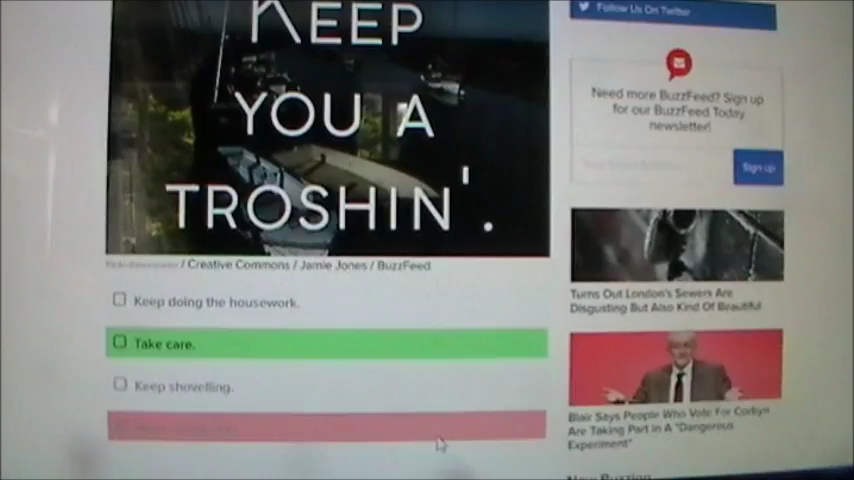 KEEP
YOU A
TROSHIN'.
/ Creative Commons / Jamie Jones / BuzzFeed
Keep doing the housework.
Take care.
Keep shovelling.
Follow Us On Twitter
Need more BuzzFeed? Sign up
for our BuzzFeed Today
newsletter!
Sign up
Turns Out London's Sewers Are
Disgusting But Also Kind Of Beautiful
Blair Says People Who Vote For Corbyn
Are Taking Part In A "Dangerous
Experiment"
Now Buzzing